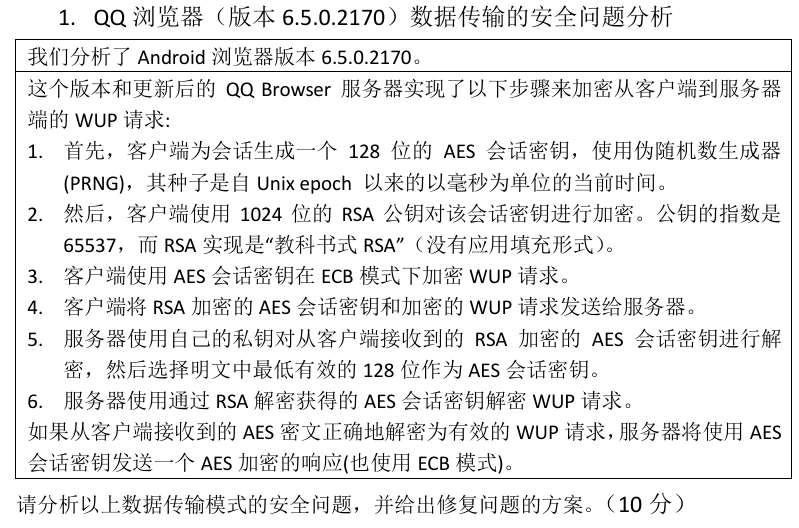 1. QQ 浏览器（版本 6.5.0.2170）数据传输的安全问题分析
我们分析了 Android 浏览器版本 6.5.0.2170。
这个版本和更新后的 QQ Browser 服务器实现了以下步骤来加密从客户端到服务器
端的 WUP 请求:
1. 首先，客户端为会话生成一个 128 位的 AES 会话密钥，使用伪随机数生成器
(PRNG)，其种子是自 Unix epoch 以来的以毫秒为单位的当前时间。
2. 然后，客户端使用 1024 位的 RSA 公钥对该会话密钥进行加密。公钥的指数是
65537，而 RSA 实现是“教科书式 RSA”（没有应用填充形式）。
3. 客户端使用 AES 会话密钥在 ECB 模式下加密 WUP 请求。
4. 客户端将 RSA 加密的 AES 会话密钥和加密的 WUP 请求发送给服务器。
5. 服务器使用自己的私钥对从客户端接收到的 RSA 加密的 AES 会话密钥进行解
密，然后选择明文中最低有效的 128 位作为 AES 会话密钥。
6. 服务器使用通过 RSA 解密获得的 AES 会话密钥解密 WUP 请求。
如果从客户端接收到的 AES 密文正确地解密为有效的 WUP 请求，服务器将使用 AES
会话密钥发送一个 AES 加密的响应(也使用 ECB 模式)。
请分析以上数据传输模式的安全问题，并给出修复问题的方案。（10 分）